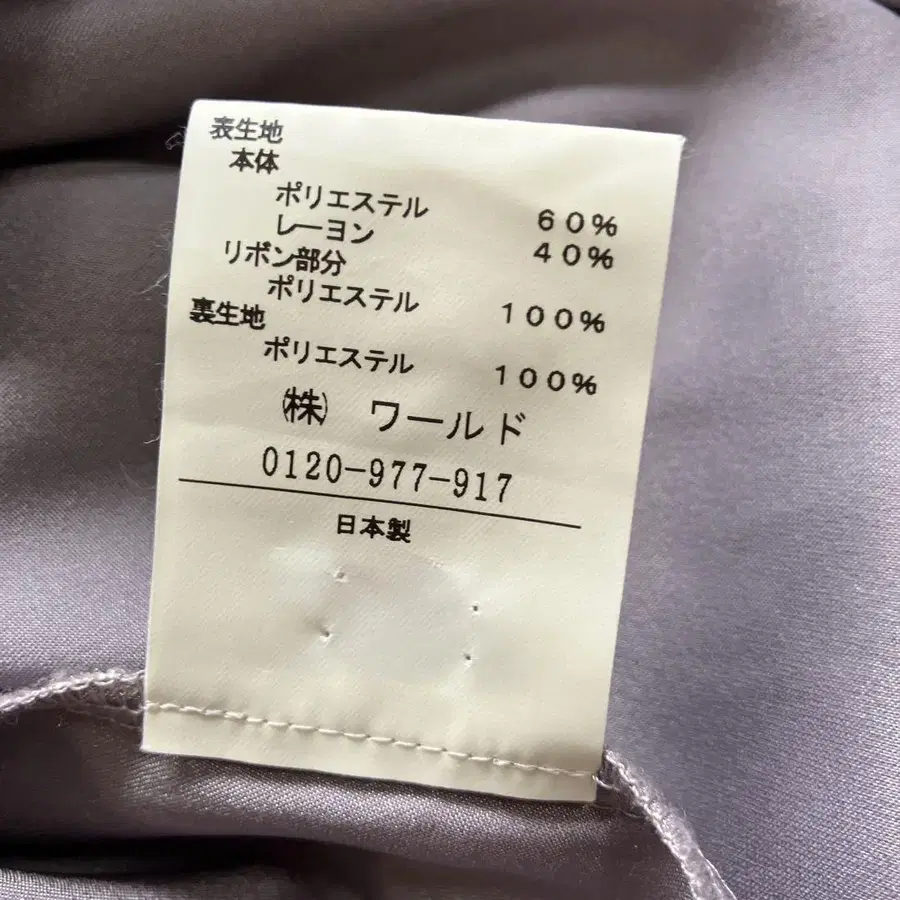 表生地
本体
ポリエステル 60%
レーヨン 40%
リボン部分
ポリエステル 100%
裏生地
ポリエステル 100%
㈱ ワールド
0120-977-917
日本製